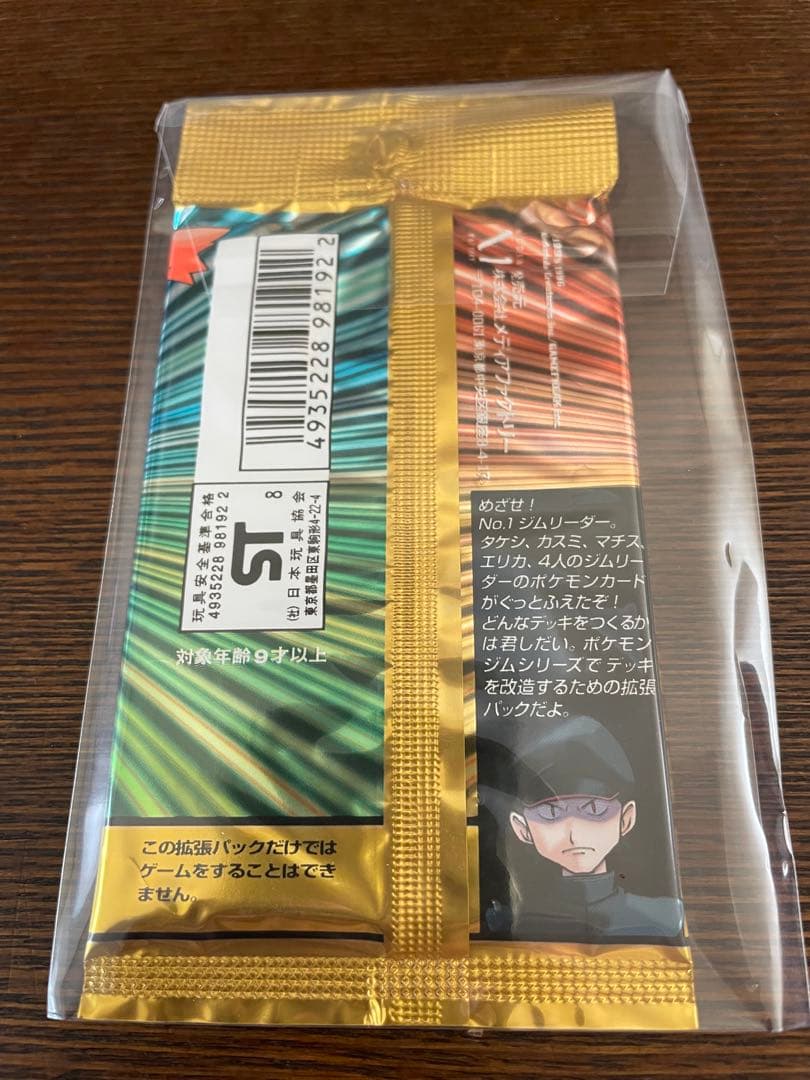 4935228 98192 2
玩具安全基準合格
4935228 98192 2
ST
8
(社)日本玩具協会
東京都墨田区東駒形4-22-4
対象年齢9才以上
この拡張パックだけでは
ゲームをすることはでき
ません。
発売元
株式会社 メディアファクトリー
めざせ!
No.1ジムリーダー。
タケシ、カスミ、マチス、
エリカ、4人のジムリー
ダーのポケモンカード
がぐっとふえたぞ!
どんなデッキをつくるか
は君しだい。ポケモン
ジムシリーズで デッキ
を改造するための拡張
パックだよ。